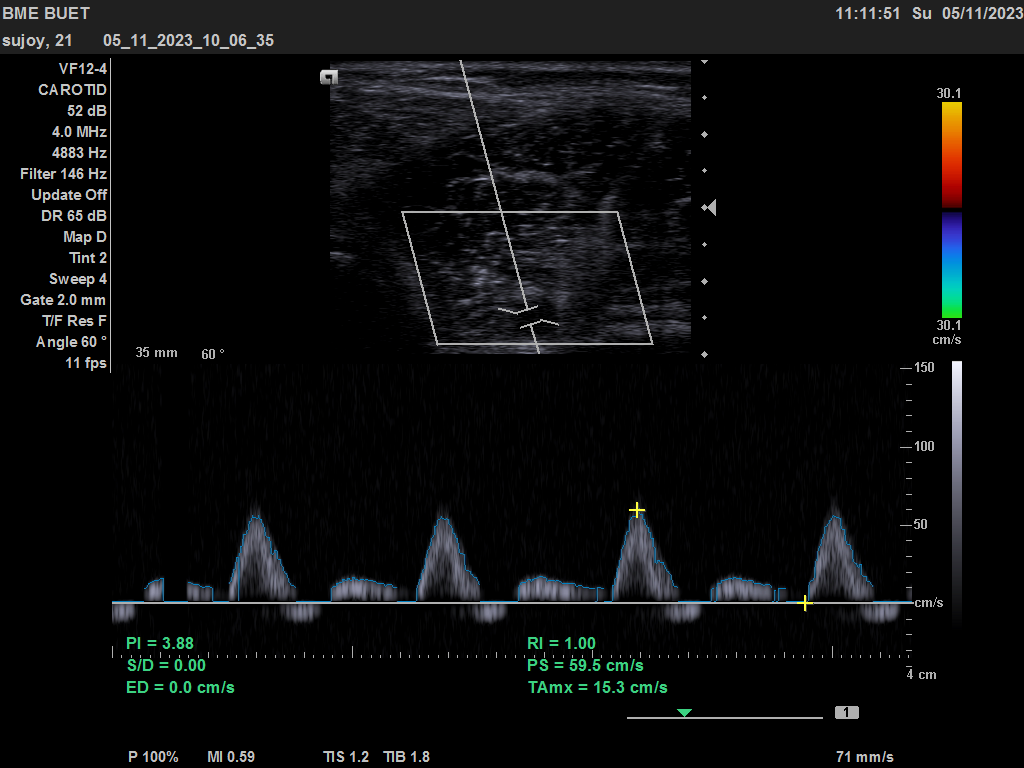 BME BUET
11:11:51 Su 05/11/2023
sujoy, 21 05_11_2023_10_06_35
VF12-4
CAROTID
52 dB
4.0 MHz
4883 Hz
Filter 146 Hz
Update Off
DR 65 dB
Map D
Tint 2
Sweep 4
Gate 2.0 mm
T/F Res F
Angle 60 °
11 fps
35 mm 60 °
30.1
30.1
cm/s
150
100
50
cm/s
4 cm
PI = 3.88
S/D = 0.00
ED = 0.0 cm/s
RI = 1.00
PS = 59.5 cm/s
TAmx = 15.3 cm/s
1
P 100% MI 0.59 TIS 1.2 TIB 1.8 71 mm/s